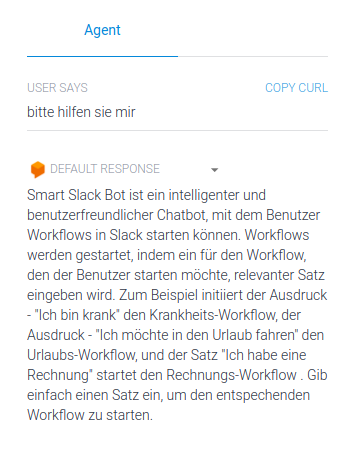 Agent
USER SAYS COPY CURL
bitte hilfen sie mir
DEFAULT RESPONSE
Smart Slack Bot ist ein intelligenter und
benutzerfreundlicher Chatbot, mit dem Benutzer
Workflows in Slack starten können. Workflows
werden gestartet, indem ein für den Workflow,
den der Benutzer starten möchte, relevanter Satz
eingeben wird. Zum Beispiel initiiert der Ausdruck
- "Ich bin krank" den Krankheits-Workflow, der
Ausdruck - "Ich möchte in den Urlaub fahren" den
Urlaubs-Workflow, und der Satz "Ich habe eine
Rechnung" startet den Rechnungs-Workflow . Gib
einfach einen Satz ein, um den entspechenden
Workflow zu starten.